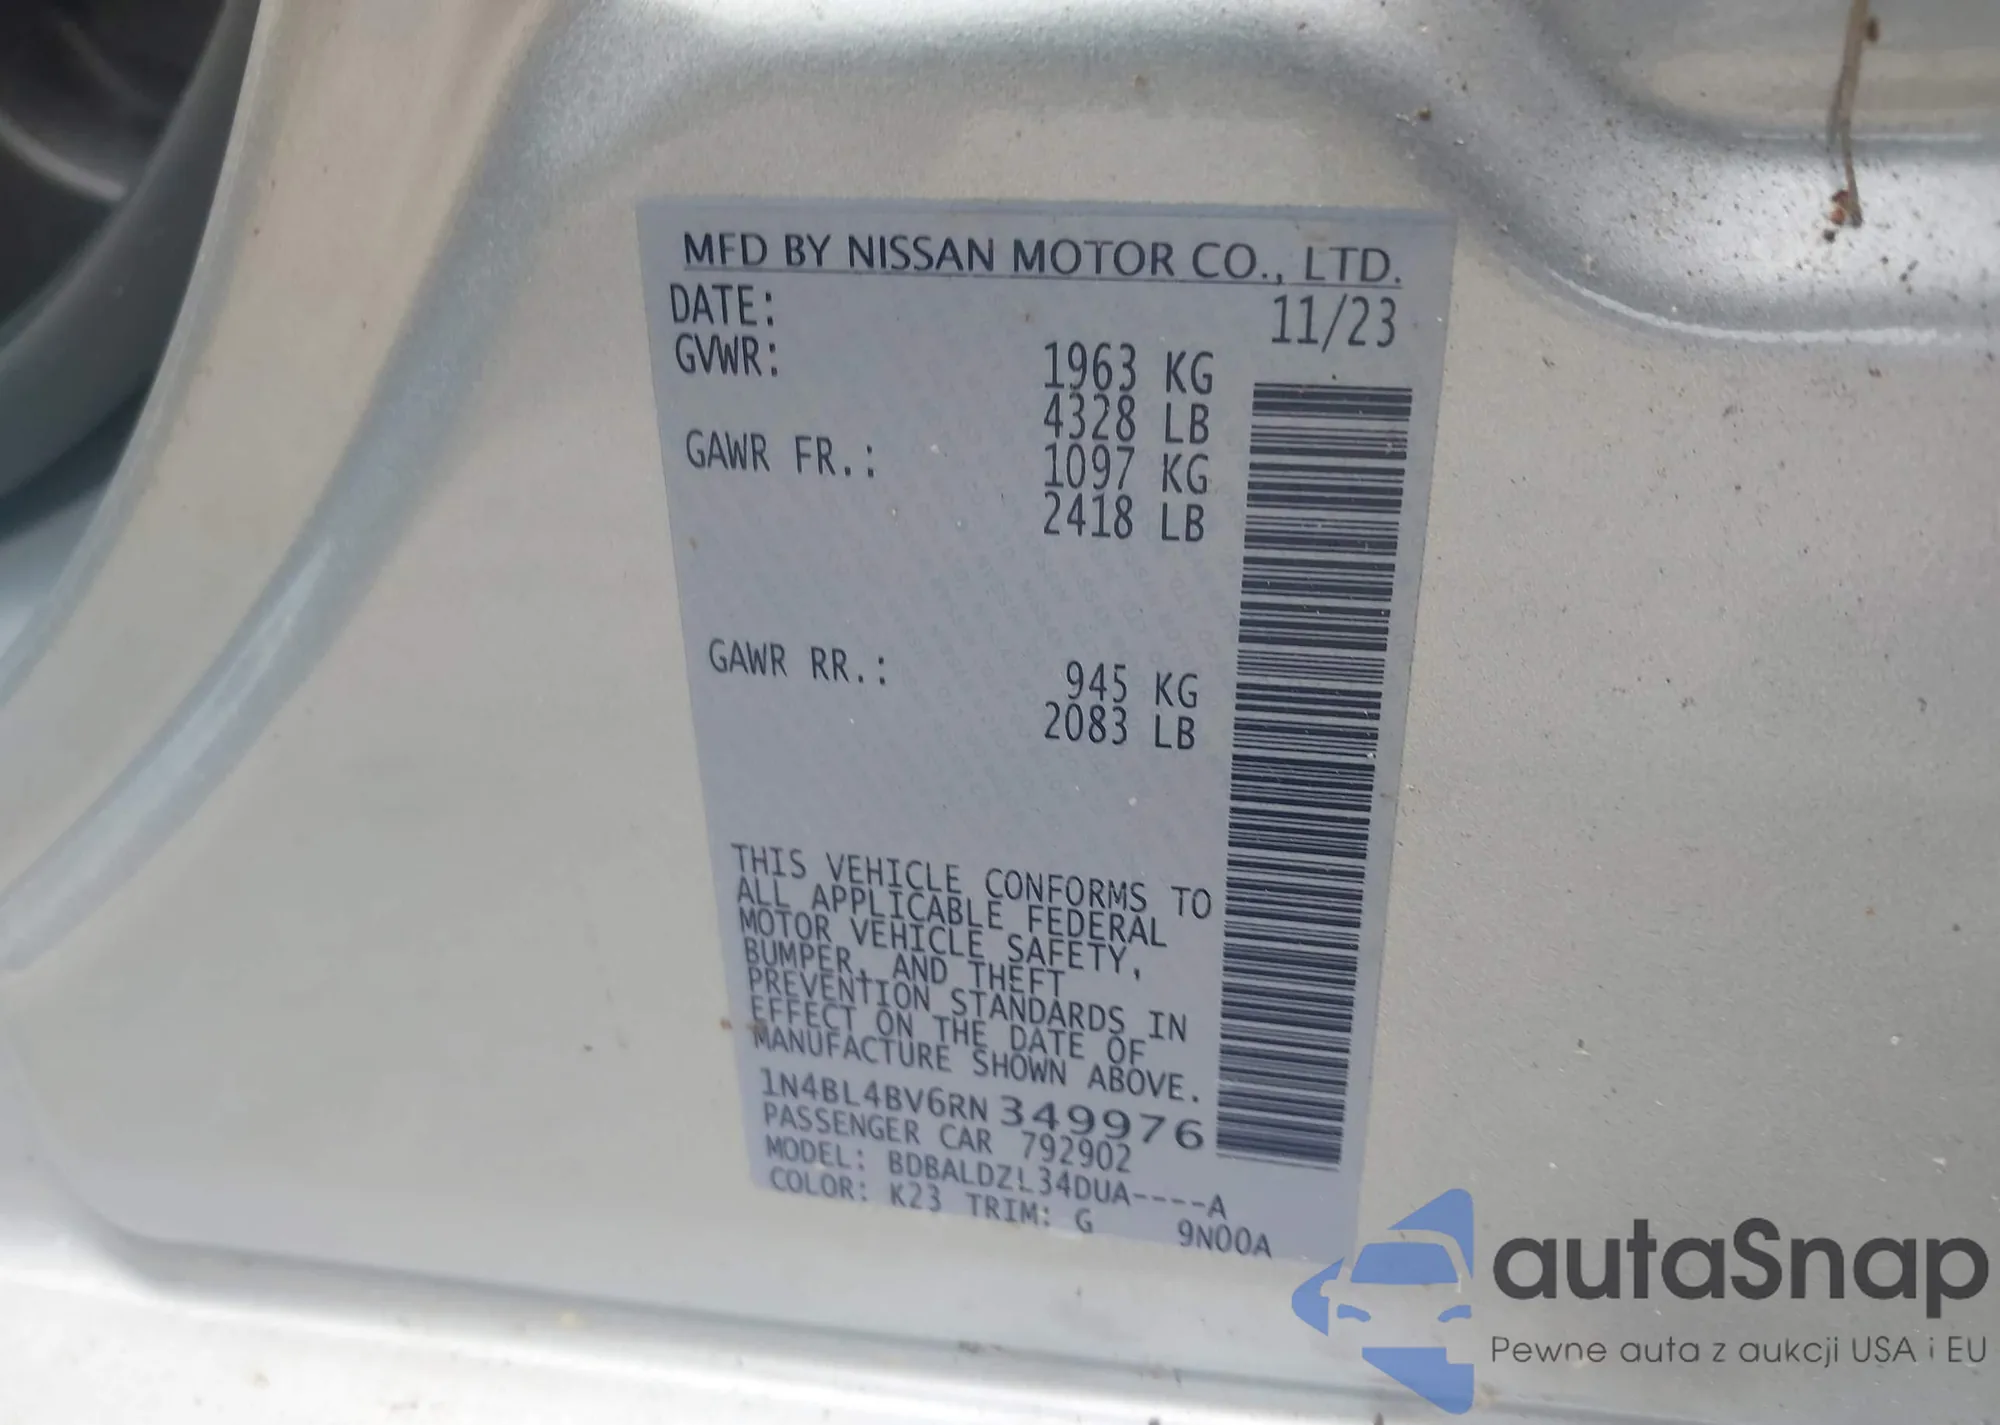 MFD BY NISSAN MOTOR CO., LTD.
DATE: 11/23
GVWR: 1963 KG
4328 LB
GAWR FR.: 1097 KG
2418 LB
GAWR RR.: 945 KG
2083 LB
THIS VEHICLE CONFORMS TO
ALL APPLICABLE FEDERAL
MOTOR VEHICLE SAFETY,
BUMPER, AND THEFT
PREVENTION STANDARDS IN
EFFECT ON THE DATE OF
MANUFACTURE SHOWN ABOVE.
1N4BL4BV6RN349976
PASSENGER CAR 792902
MODEL: BDBALDZL34DUA----A
COLOR: K23 TRIM: G 9N00A
autaSnap
Pewne auta z aukcji USA i EU